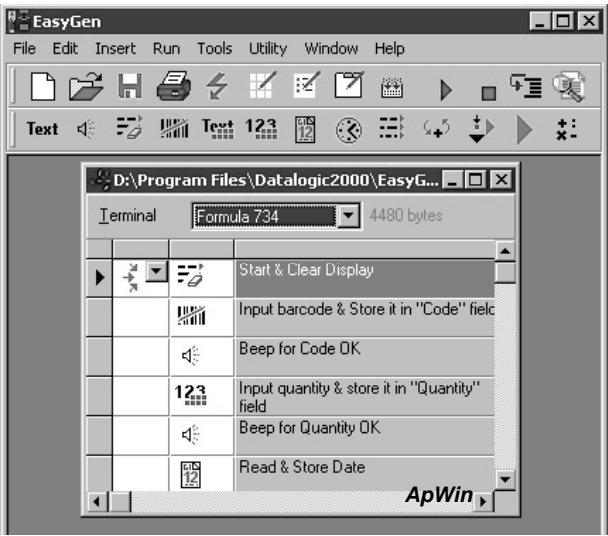 EasyGen
File Edit Insert Run Tools Utility Window Help
Text Text 123 12
D:\Program Files\Datalogic2000\EasyG...
Terminal Formula 734 4480 bytes
Start & Clear Display
Input barcode & Store it in "Code" field
Beep for Code OK
123 Input quantity & store it in "Quantity"
field
Beep for Quantity OK
12 Read & Store Date
ApWin